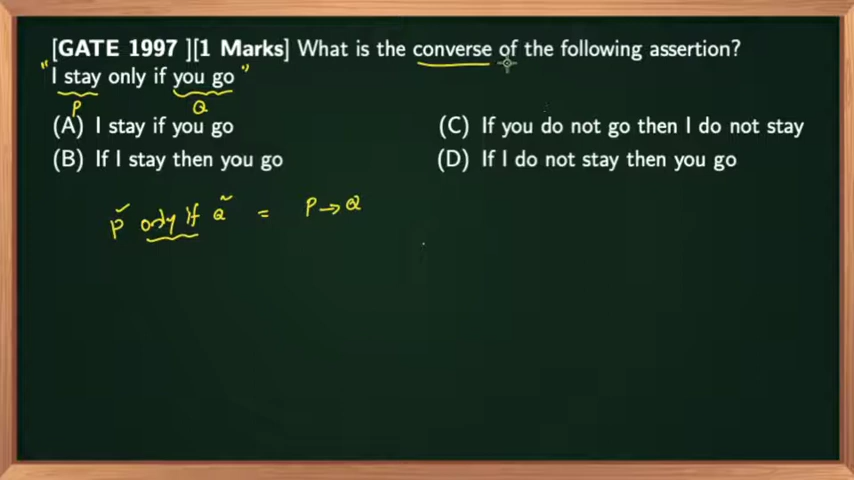 [GATE 1997 ][1 Marks] What is the converse of the following assertion?
"I stay only if you go"
P Q
(A) I stay if you go
(C) If you do not go then I do not stay
(B) If I stay then you go
(D) If I do not stay then you go
P only if Q = P → Q